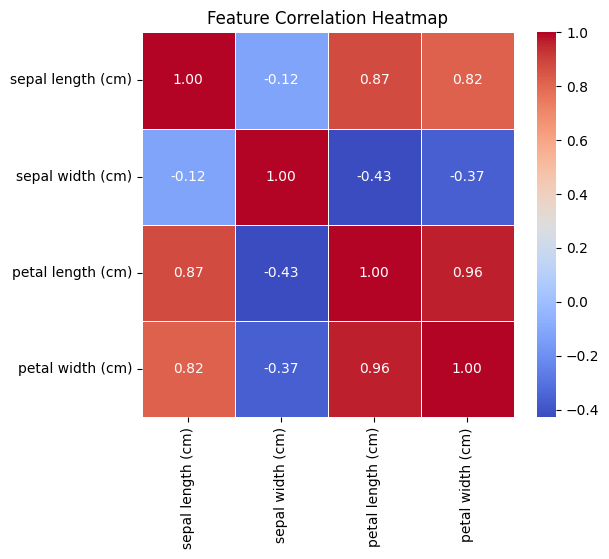 Feature Correlation Heatmap
sepal length (cm)
1.00 -0.12 0.87 0.82
sepal width (cm)
-0.12 1.00 -0.43 -0.37
petal length (cm)
0.87 -0.43 1.00 0.96
petal width (cm)
0.82 -0.37 0.96 1.00
sepal length (cm)
sepal width (cm)
petal length (cm)
petal width (cm)
1.0
0.8
0.6
0.4
0.2
0.0
−0.2
−0.4